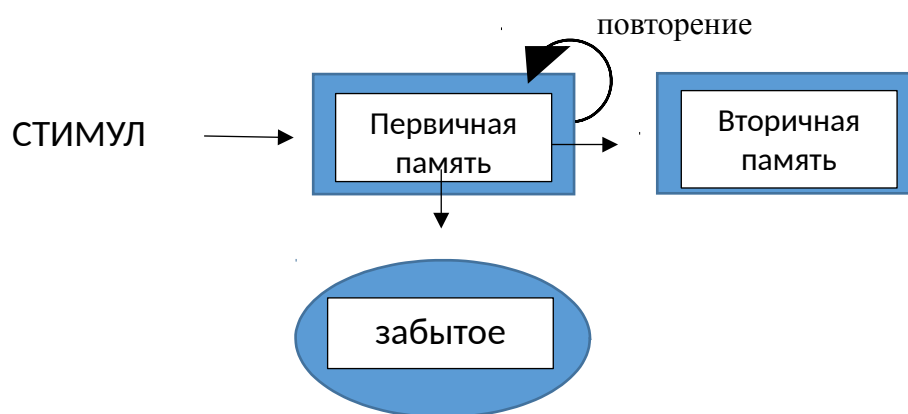 повторение
СТИМУЛ
Первичная
память
Вторичная
память
забытое